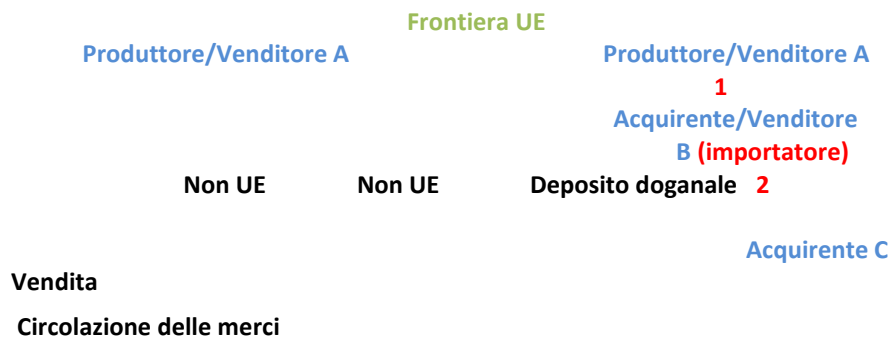 Frontiera UE
Produttore/Venditore A Produttore/Venditore A
1
Acquirente/Venditore
B (importatore)
Non UE Non UE Deposito doganale 2
Acquirente C
Vendita
Circolazione delle merci